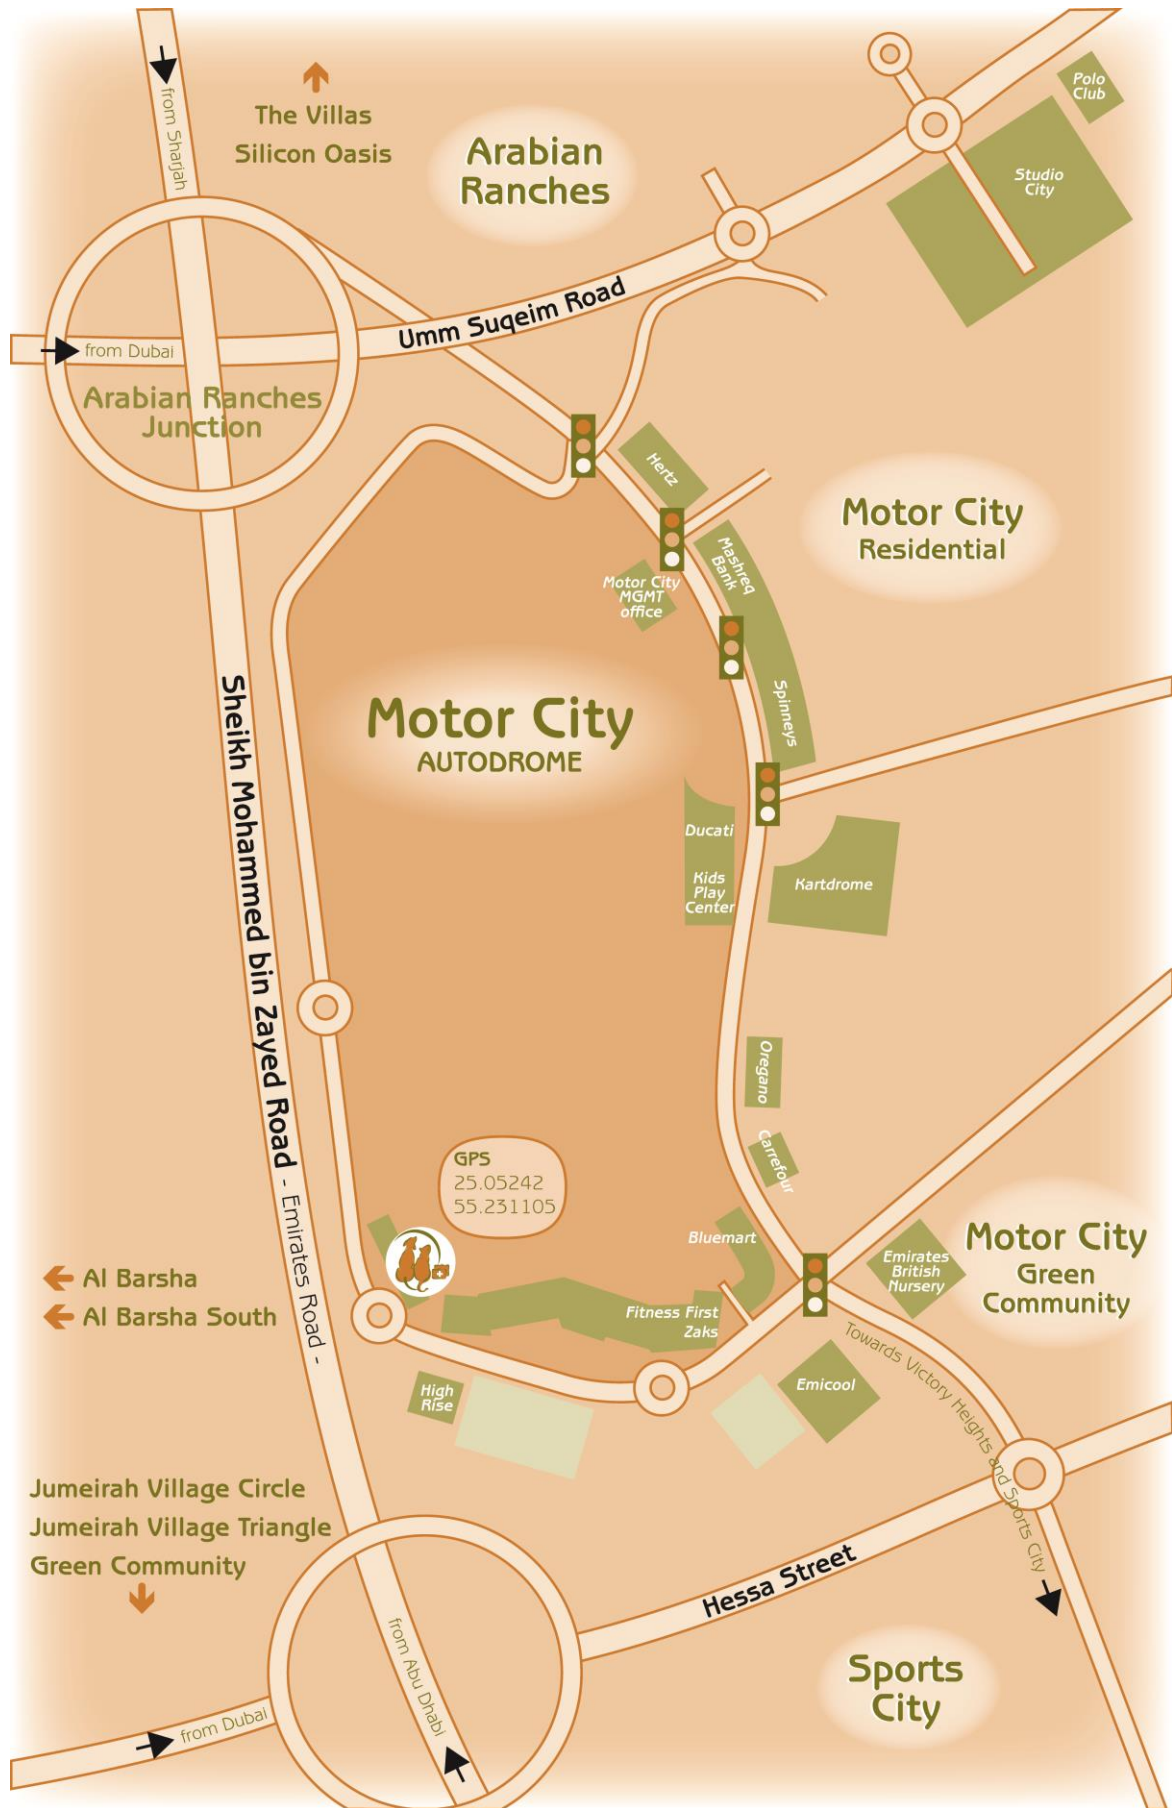 from Sharjah
The Villas
Silicon Oasis
Arabian
Ranches
Polo
Club
Studio
City
Umm Suqeim Road
from Dubai
Arabian Ranches
Junction
Hertz
Mashreq
Bank
Motor City
MGMT
office
Motor City
Residential
Spinneys
Motor City
AUTODROME
Sheikh Mohammed bin Zayed Road - Emirates Road -
Ducati
Kids
Play
Center
Kartdrome
Oregano
Carrefour
GPS
25.05242
55.231105
Bluemart
Emirates
British
Nursery
Motor City
Green
Community
Al Barsha
Al Barsha South
Fitness First
Zaks
Towards Victory Heights and Sports City
High
Rise
Emicool
Jumeirah Village Circle
Jumeirah Village Triangle
Green Community
Hessa Street
from Abu Dhabi
from Dubai
Sports
City